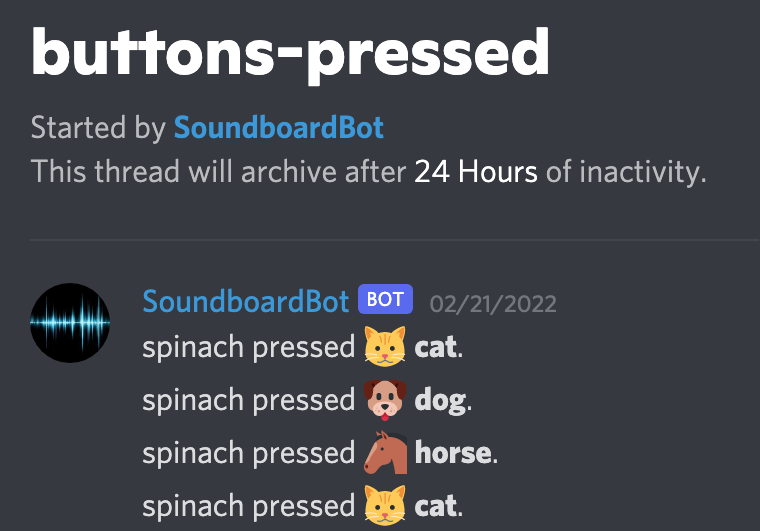 buttons-pressed
Started by SoundboardBot
This thread will archive after 24 Hours of inactivity.
SoundboardBot BOT 02/21/2022
spinach pressed 🐱 cat.
spinach pressed 🐶 dog.
spinach pressed 🐴 horse.
spinach pressed 🐱 cat.